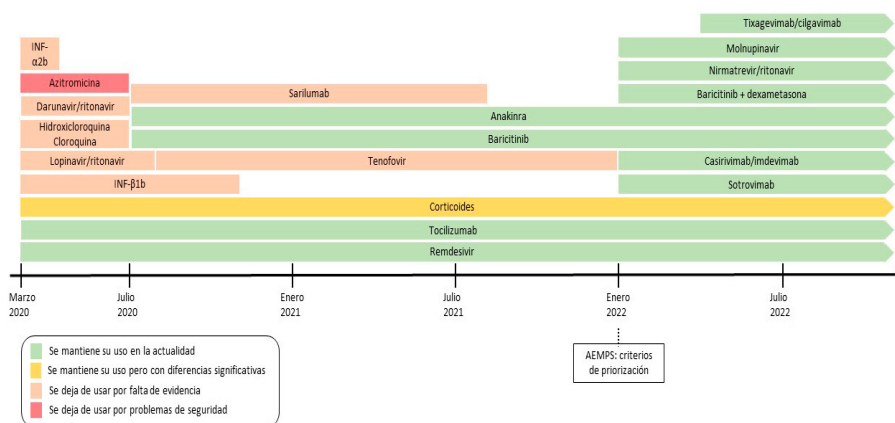 Tixagevimab/cilgavimab
INF-
α2b
Molnupinavir
Azitromicina
Nirmatrevir/ritonavir
Sarilumab
Baricitinib + dexametasona
Darunavir/ritonavir
Anakinra
Hidroxicloroquina
Cloroquina
Baricitinib
Lopinavir/ritonavir
Tenofovir
Casirivimab/imdevimab
INF-β1b
Sotrovimab
Corticoides
Tocilizumab
Remdesivir
Marzo
2020
Julio
2020
Enero
2021
Julio
2021
Enero
2022
Julio
2022
AEMPS: criterios
de priorización
Se mantiene su uso en la actualidad
Se mantiene su uso pero con diferencias significativas
Se deja de usar por falta de evidencia
Se deja de usar por problemas de seguridad